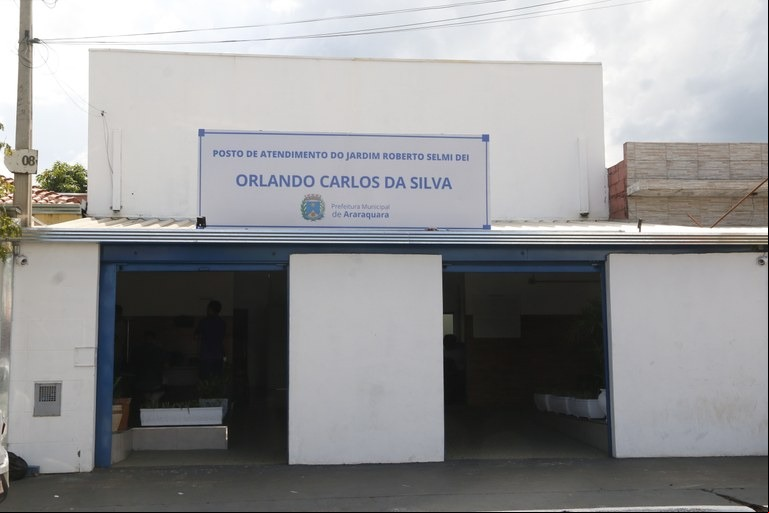 08
POSTO DE ATENDIMENTO DO JARDIM ROBERTO SELMI DEI
ORLANDO CARLOS DA SILVA
Prefeitura Municipal
de Araraquara